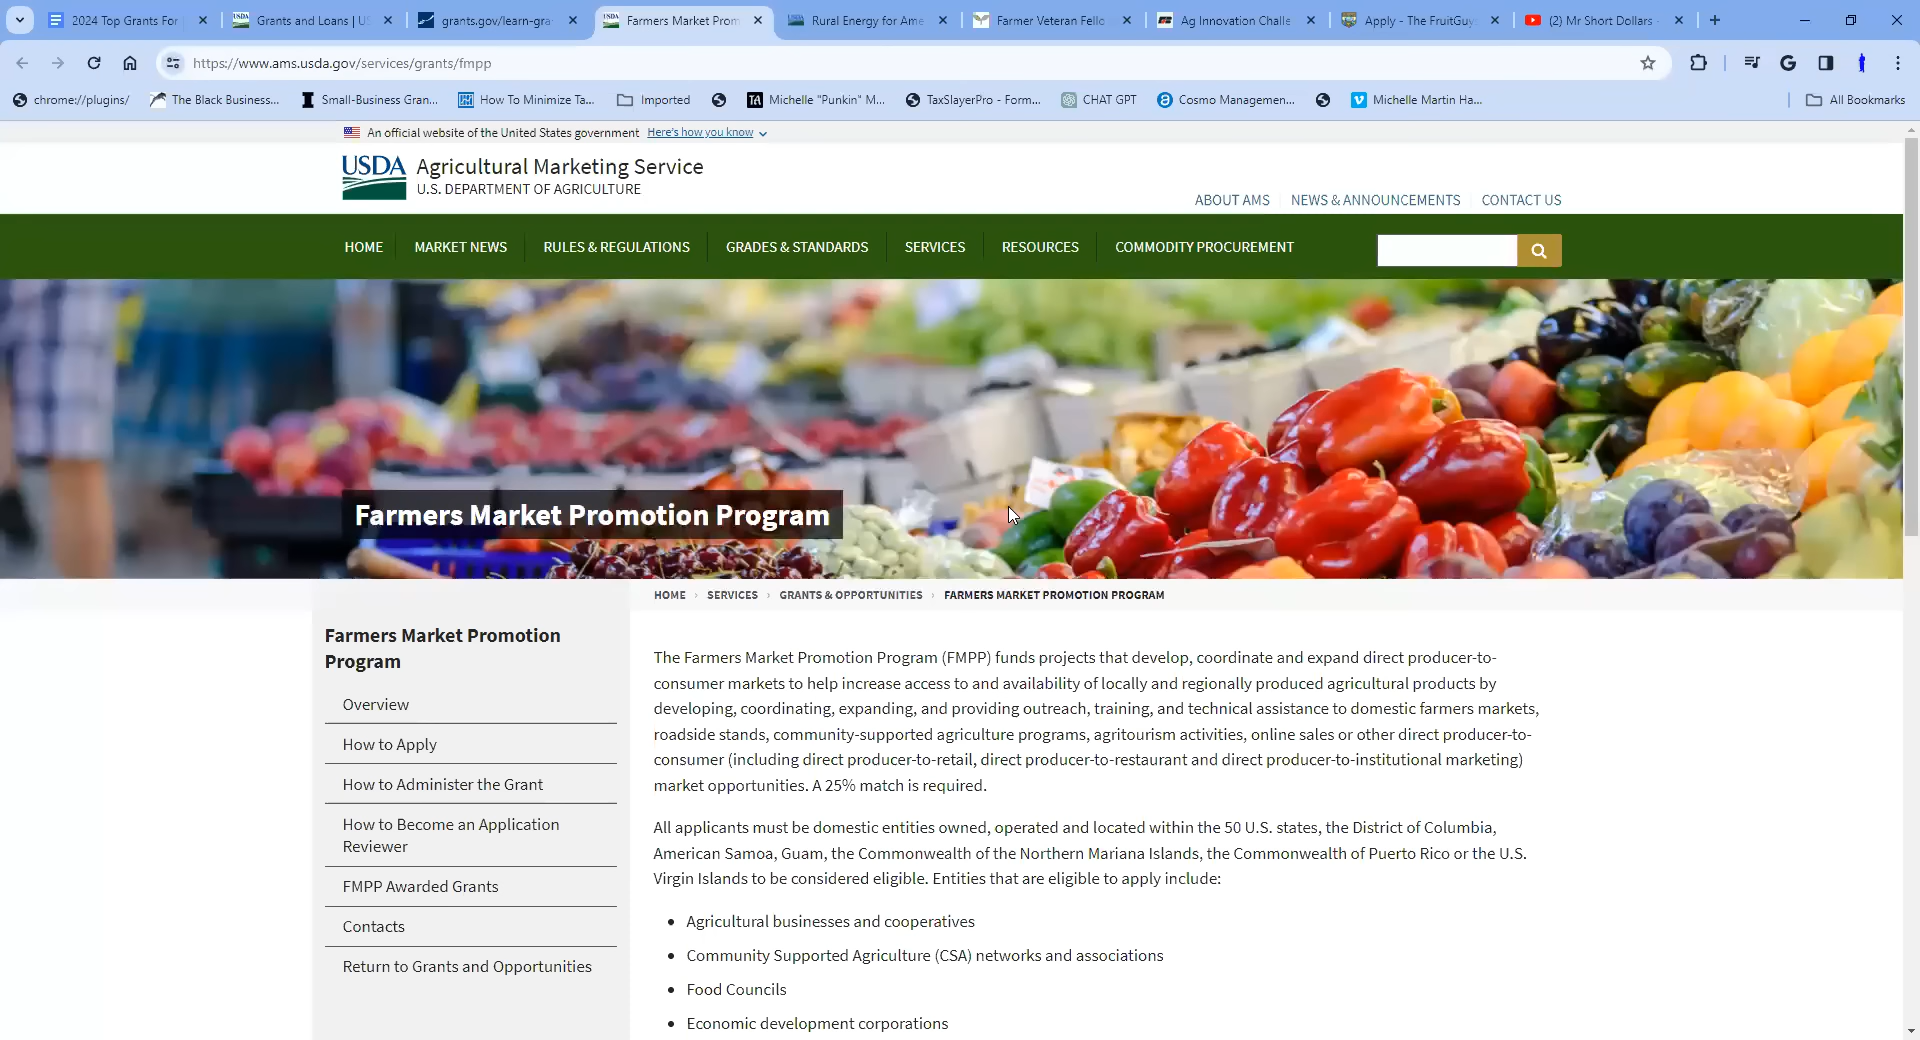 2024 Top Grants For
Grants and Loans | US
grants.gov/learn-gra
Farmers Market Prom
Rural Energy for Ame
Farmer Veteran Fello
Ag Innovation Challe
Apply - The FruitGuy
(2) Mr Short Dollars -
https://www.ams.usda.gov/services/grants/fmpp
chrome://plugins/
The Black Business...
Small-Business Gran...
How To Minimize Ta...
Imported
Michelle "Punkin" M...
TaxSlayerPro - Form...
CHAT GPT
Cosmo Managemen...
Michelle Martin Ha...
All Bookmarks
An official website of the United States government Here's how you know
USDA
Agricultural Marketing Service
U.S. DEPARTMENT OF AGRICULTURE
ABOUT AMS
NEWS & ANNOUNCEMENTS
CONTACT US
HOME
MARKET NEWS
RULES & REGULATIONS
GRADES & STANDARDS
SERVICES
RESOURCES
COMMODITY PROCUREMENT
Farmers Market Promotion Program
HOME › SERVICES › GRANTS & OPPORTUNITIES › FARMERS MARKET PROMOTION PROGRAM
Farmers Market Promotion
Program
Overview
How to Apply
How to Administer the Grant
How to Become an Application
Reviewer
FMPP Awarded Grants
Contacts
Return to Grants and Opportunities
The Farmers Market Promotion Program (FMPP) funds projects that develop, coordinate and expand direct producer-to-
consumer markets to help increase access to and availability of locally and regionally produced agricultural products by
developing, coordinating, expanding, and providing outreach, training, and technical assistance to domestic farmers markets,
roadside stands, community-supported agriculture programs, agritourism activities, online sales or other direct producer-to-
consumer (including direct producer-to-retail, direct producer-to-restaurant and direct producer-to-institutional marketing)
market opportunities. A 25% match is required.
All applicants must be domestic entities owned, operated and located within the 50 U.S. states, the District of Columbia,
American Samoa, Guam, the Commonwealth of the Northern Mariana Islands, the Commonwealth of Puerto Rico or the U.S.
Virgin Islands to be considered eligible. Entities that are eligible to apply include:
• Agricultural businesses and cooperatives
• Community Supported Agriculture (CSA) networks and associations
• Food Councils
• Economic development corporations